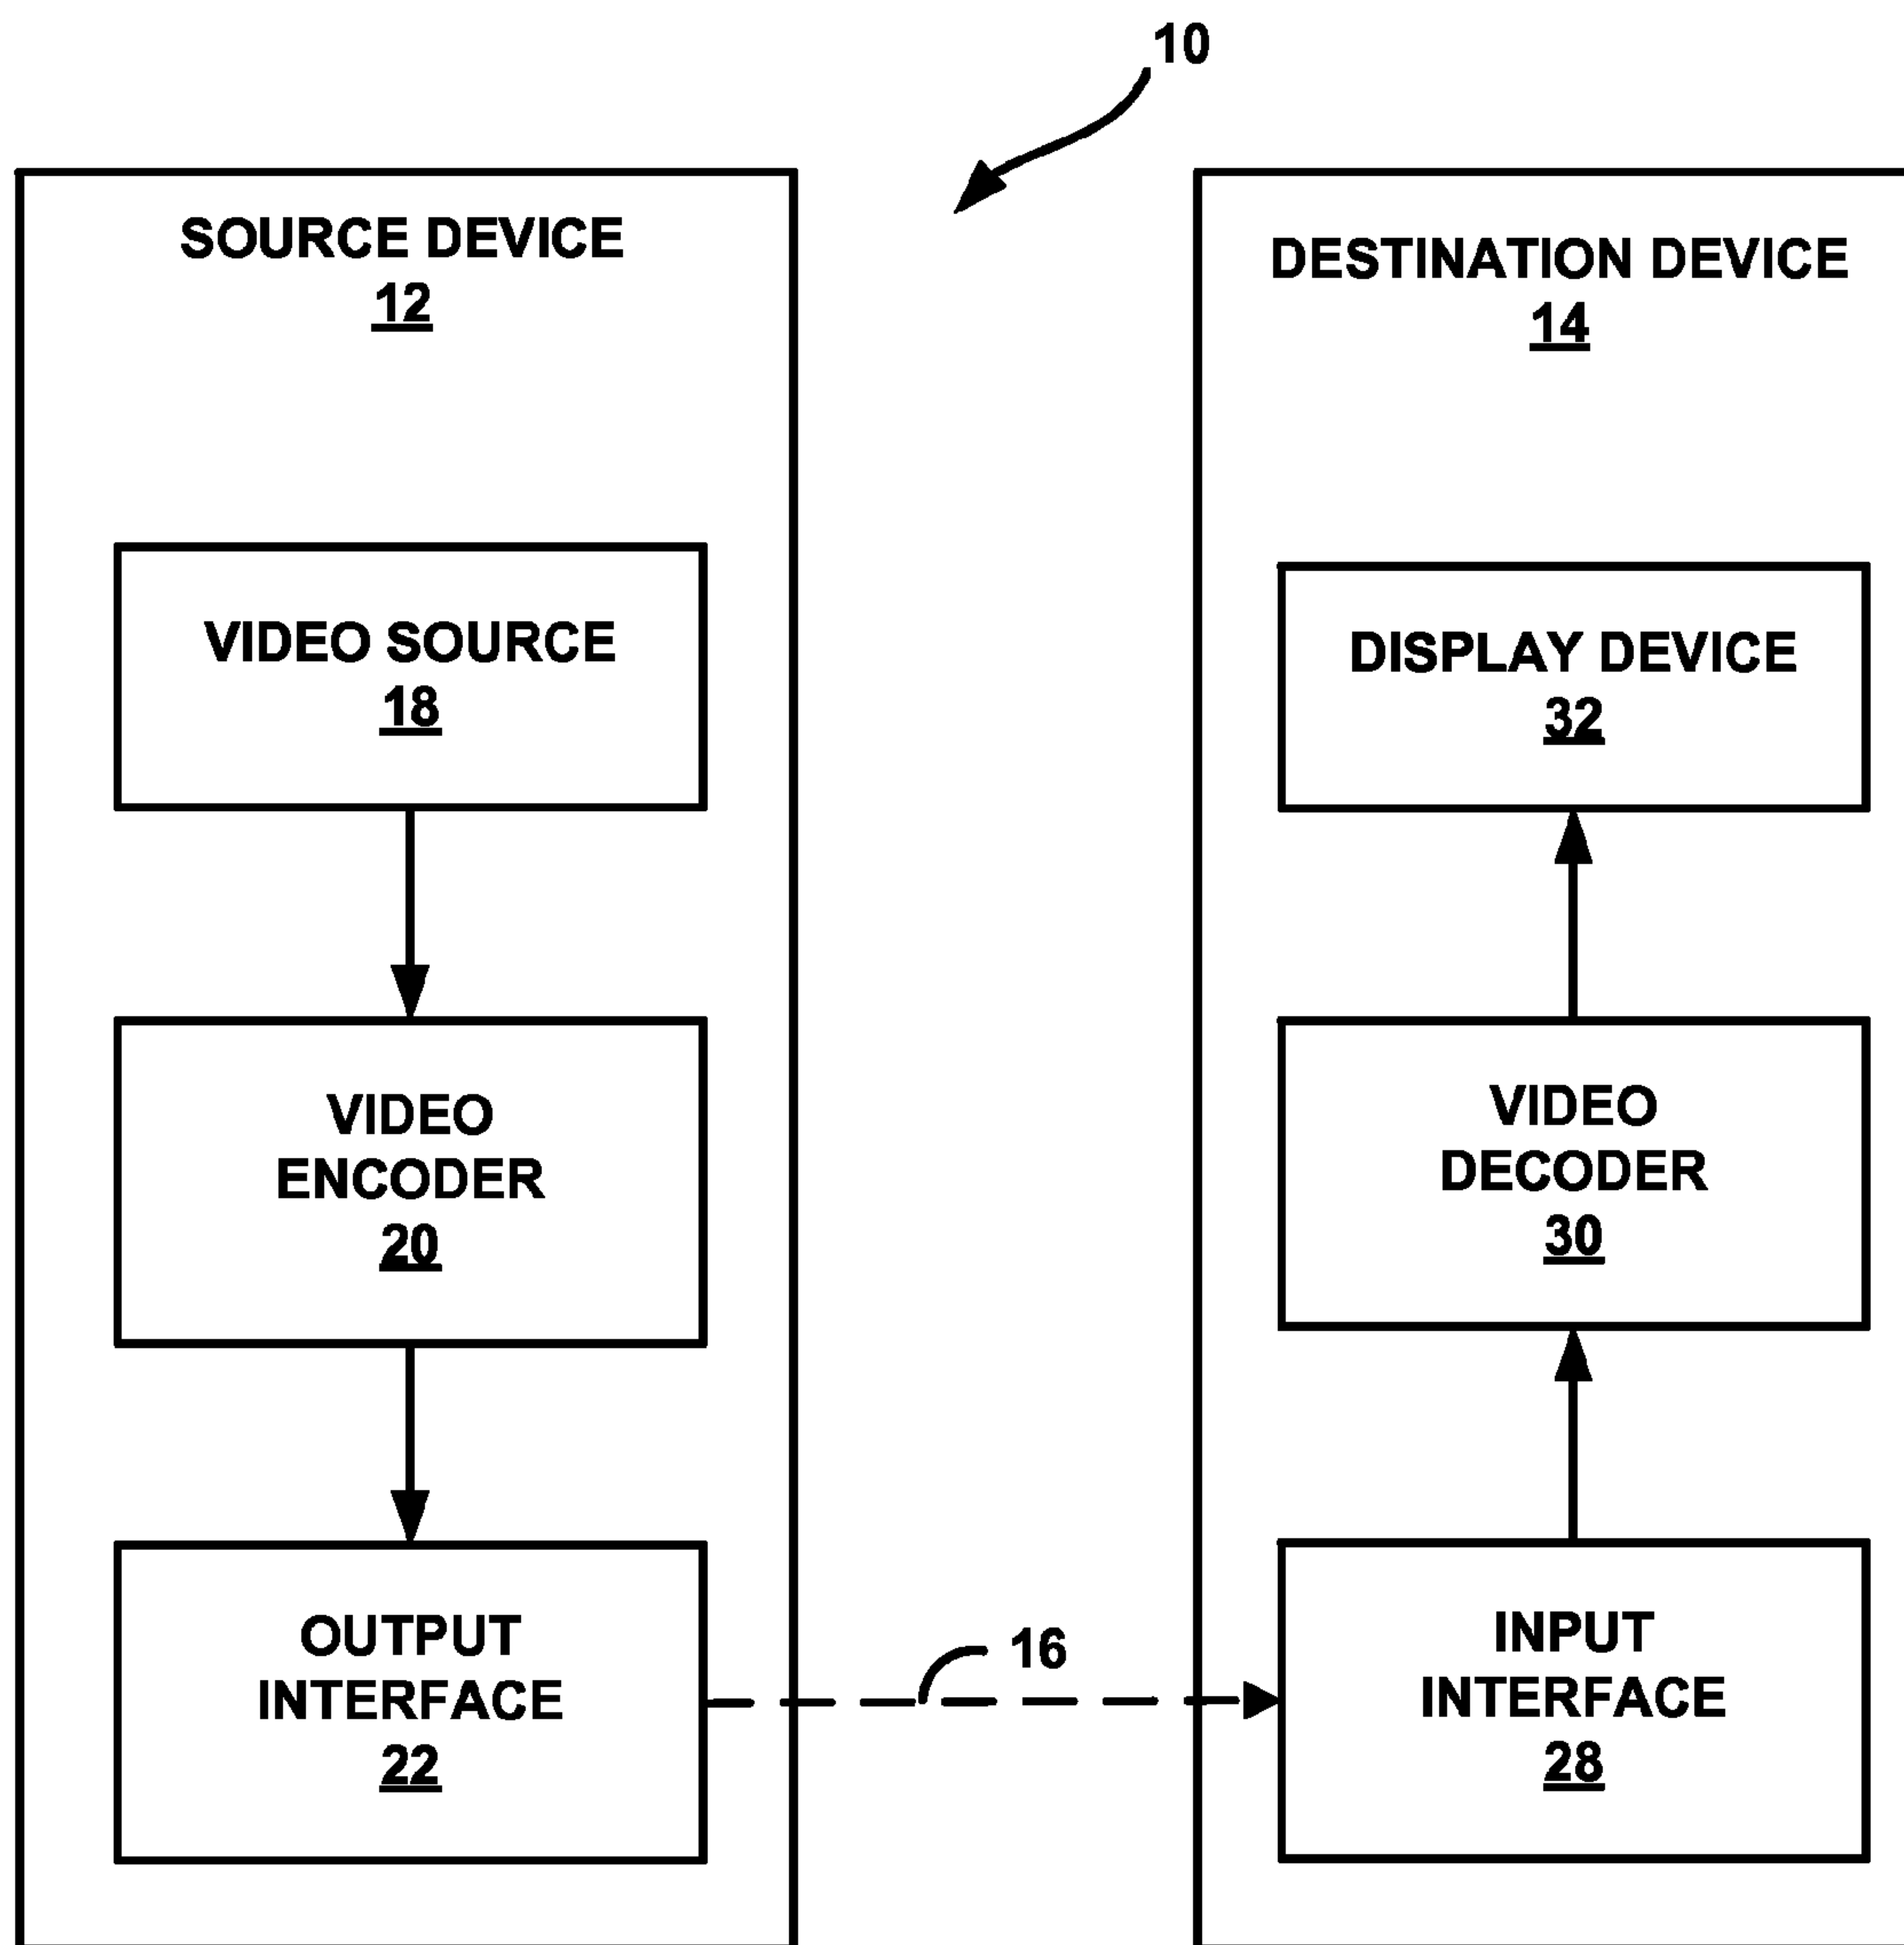 10
SOURCE DEVICE
12
VIDEO SOURCE
18
VIDEO
ENCODER
20
OUTPUT
INTERFACE
22
16
DESTINATION DEVICE
14
DISPLAY DEVICE
32
VIDEO
DECODER
30
INPUT
INTERFACE
28